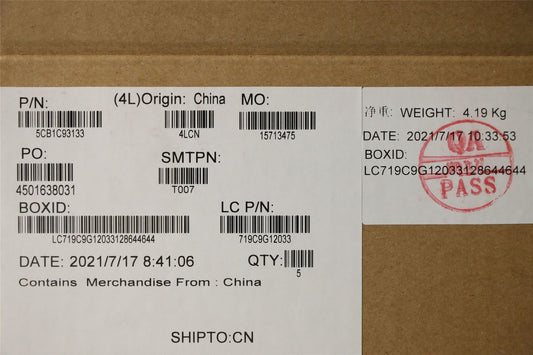 P/N:
5CB1C93133
(4L)Origin: China
4LCN
MO:
15713475
PO:
4501638031
SMTPN:
T007
BOXID:
LC719C9G12033128644644
LC P/N:
719C9G12033
DATE: 2021/7/17 8:41:06
QTY:
5
Contains Merchandise From : China
SHIPTO:CN
净重: WEIGHT: 4.19 Kg
DATE: 2021/7/17 10:33:53
BOXID:
LC719C9G12033128644644
QA
PASS